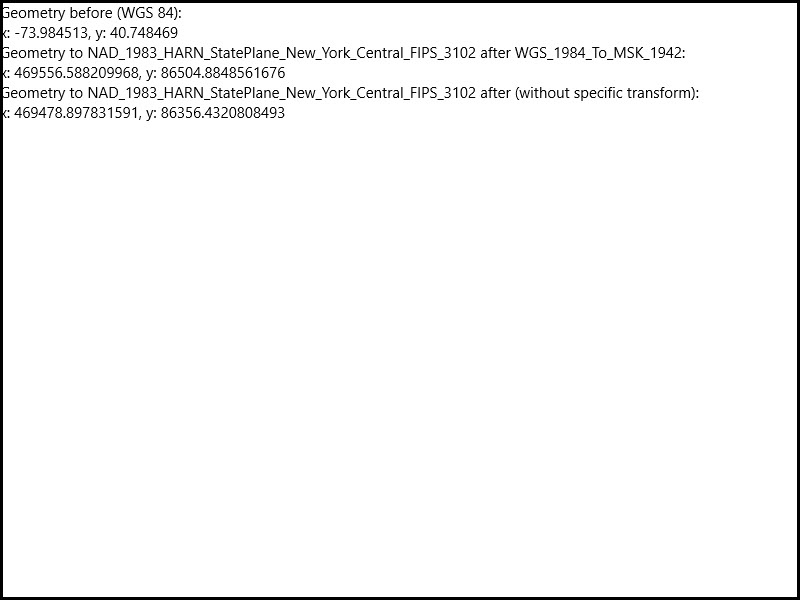 Geometry before (WGS 84):
x: -73.984513, y: 40.748469
Geometry to NAD_1983_HARN_StatePlane_New_York_Central_FIPS_3102 after WGS_1984_To_MSK_1942:
x: 469556.588209968, y: 86504.8848561676
Geometry to NAD_1983_HARN_StatePlane_New_York_Central_FIPS_3102 after (without specific transform):
x: 469478.897831591, y: 86356.4320808493